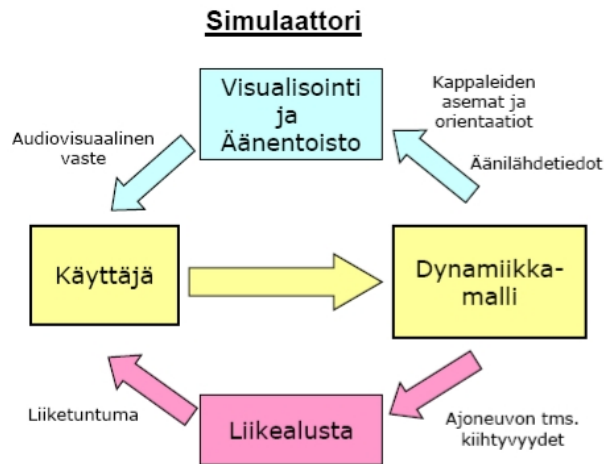 Simulaattori
Visualisointi
ja
Äänentoisto
Kappaleiden
asemat ja
orientaatiot
Audiovisuaalinen
vaste
Äänilähdetiedot
Käyttäjä
Dynamiikka-
malli
Liiketuntuma
Liikealusta
Ajoneuvon tms.
kiihtyvyydet